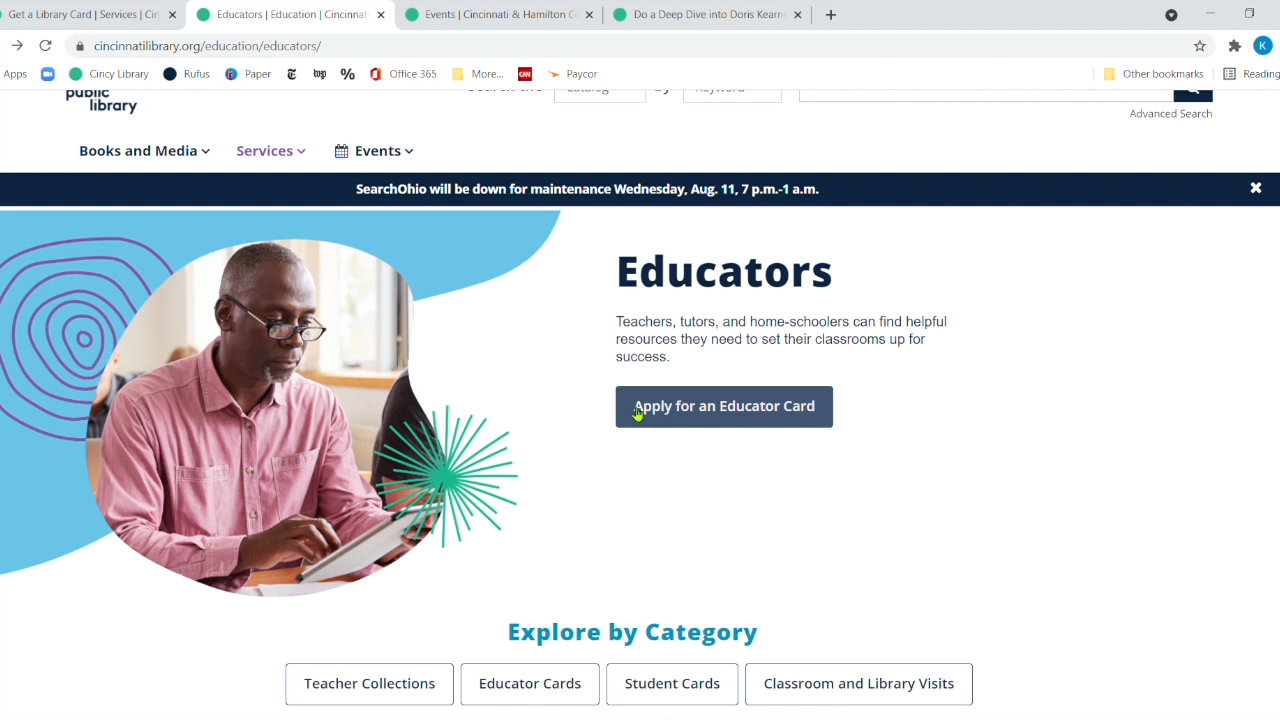 Get a Library Card | Services | Cin
Educators | Education | Cincinnat
Events | Cincinnati & Hamilton C
Do a Deep Dive into Doris Kearn
cincinnatilibrary.org/education/educators/
K
Apps
Cincy Library
Rufus
Paper
Office 365
More...
CNN
Paycor
Other bookmarks
Reading
public
library
Advanced Search
Books and Media
Services
Events
SearchOhio will be down for maintenance Wednesday, Aug. 11, 7 p.m.-1 a.m.
Educators
Teachers, tutors, and home-schoolers can find helpful
resources they need to set their classrooms up for
success.
Apply for an Educator Card
Explore by Category
Teacher Collections
Educator Cards
Student Cards
Classroom and Library Visits